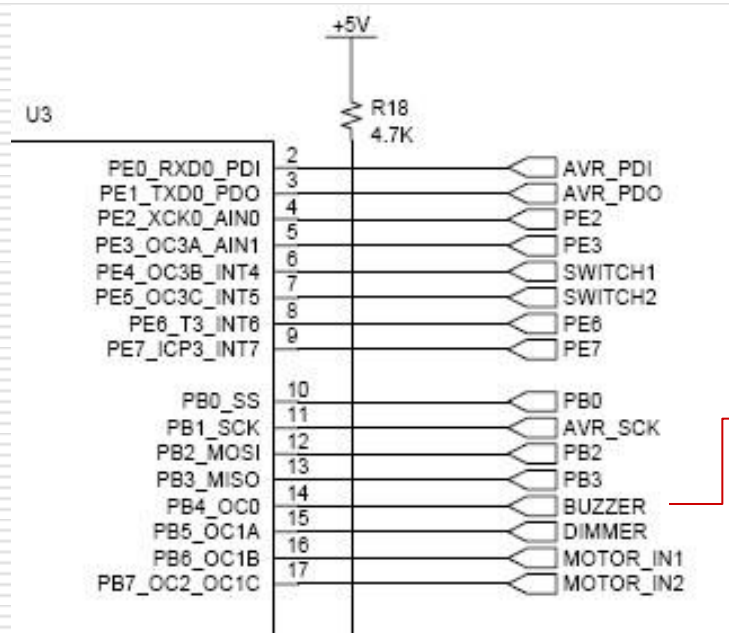 +5V
U3
R18
4.7K
PE0_RXD0_PDI 2 AVR_PDI
PE1_TXD0_PDO 3 AVR_PDO
PE2_XCK0_AIN0 4 PE2
PE3_OC3A_AIN1 5 PE3
PE4_OC3B_INT4 6 SWITCH1
PE5_OC3C_INT5 7 SWITCH2
PE6_T3_INT6 8 PE6
PE7_ICP3_INT7 9 PE7
PB0_SS 10 PB0
PB1_SCK 11 AVR_SCK
PB2_MOSI 12 PB2
PB3_MISO 13 PB3
PB4_OC0 14 BUZZER
PB5_OC1A 15 DIMMER
PB6_OC1B 16 MOTOR_IN1
PB7_OC2_OC1C 17 MOTOR_IN2